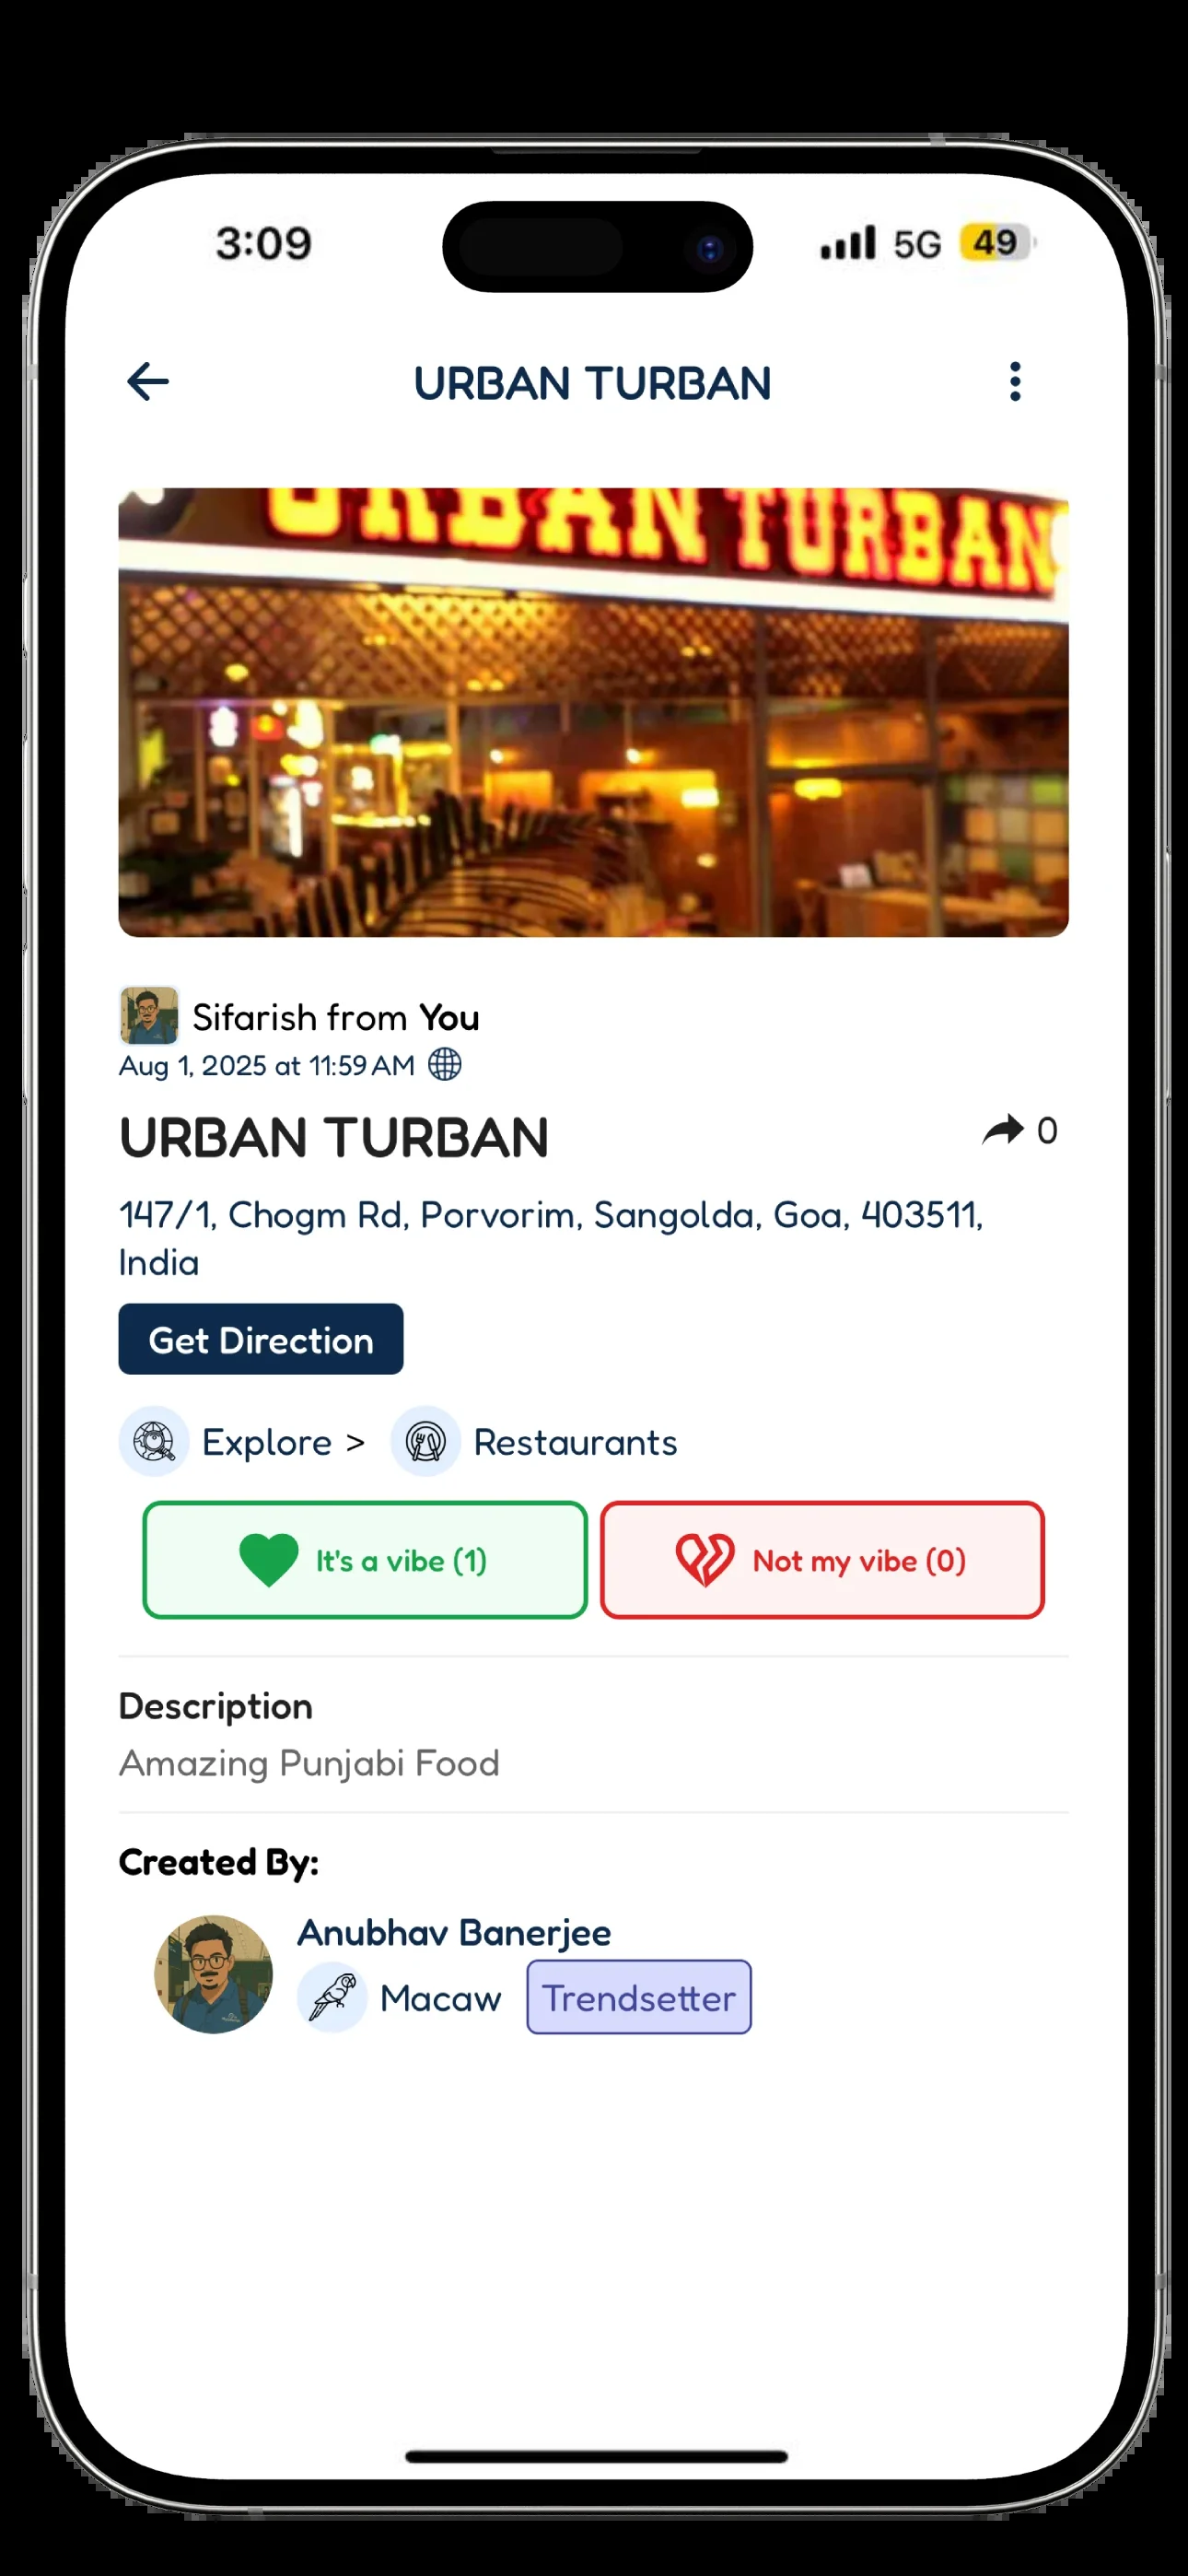 3:09
5G 49
URBAN TURBAN
URBAN TURBAN
Sifarish from You
Aug 1, 2025 at 11:59 AM
URBAN TURBAN
0
147/1, Chogm Rd, Porvorim, Sangolda, Goa, 403511,
India
Get Direction
Explore >
Restaurants
It's a vibe (1)
Not my vibe (0)
Description
Amazing Punjabi Food
Created By:
Anubhav Banerjee
Macaw
Trendsetter